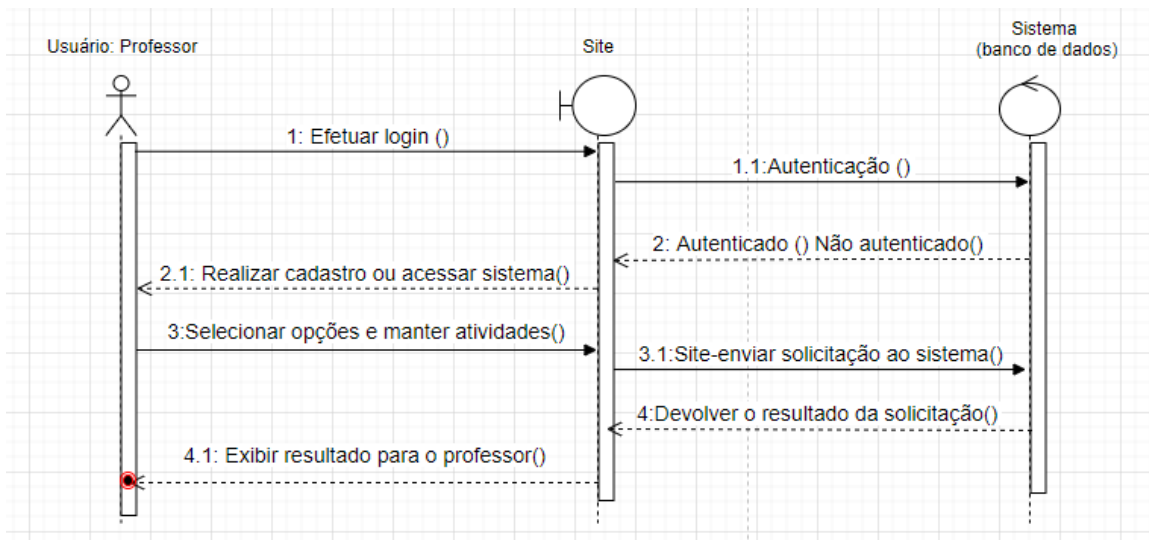 Usuário: Professor
Site
Sistema
(banco de dados)
1: Efetuar login ()
1.1:Autenticação ()
2: Autenticado () Não autenticado()
2.1: Realizar cadastro ou acessar sistema()
3:Selecionar opções e manter atividades()
3.1:Site-enviar solicitação ao sistema()
4:Devolver o resultado da solicitação()
4.1: Exibir resultado para o professor()